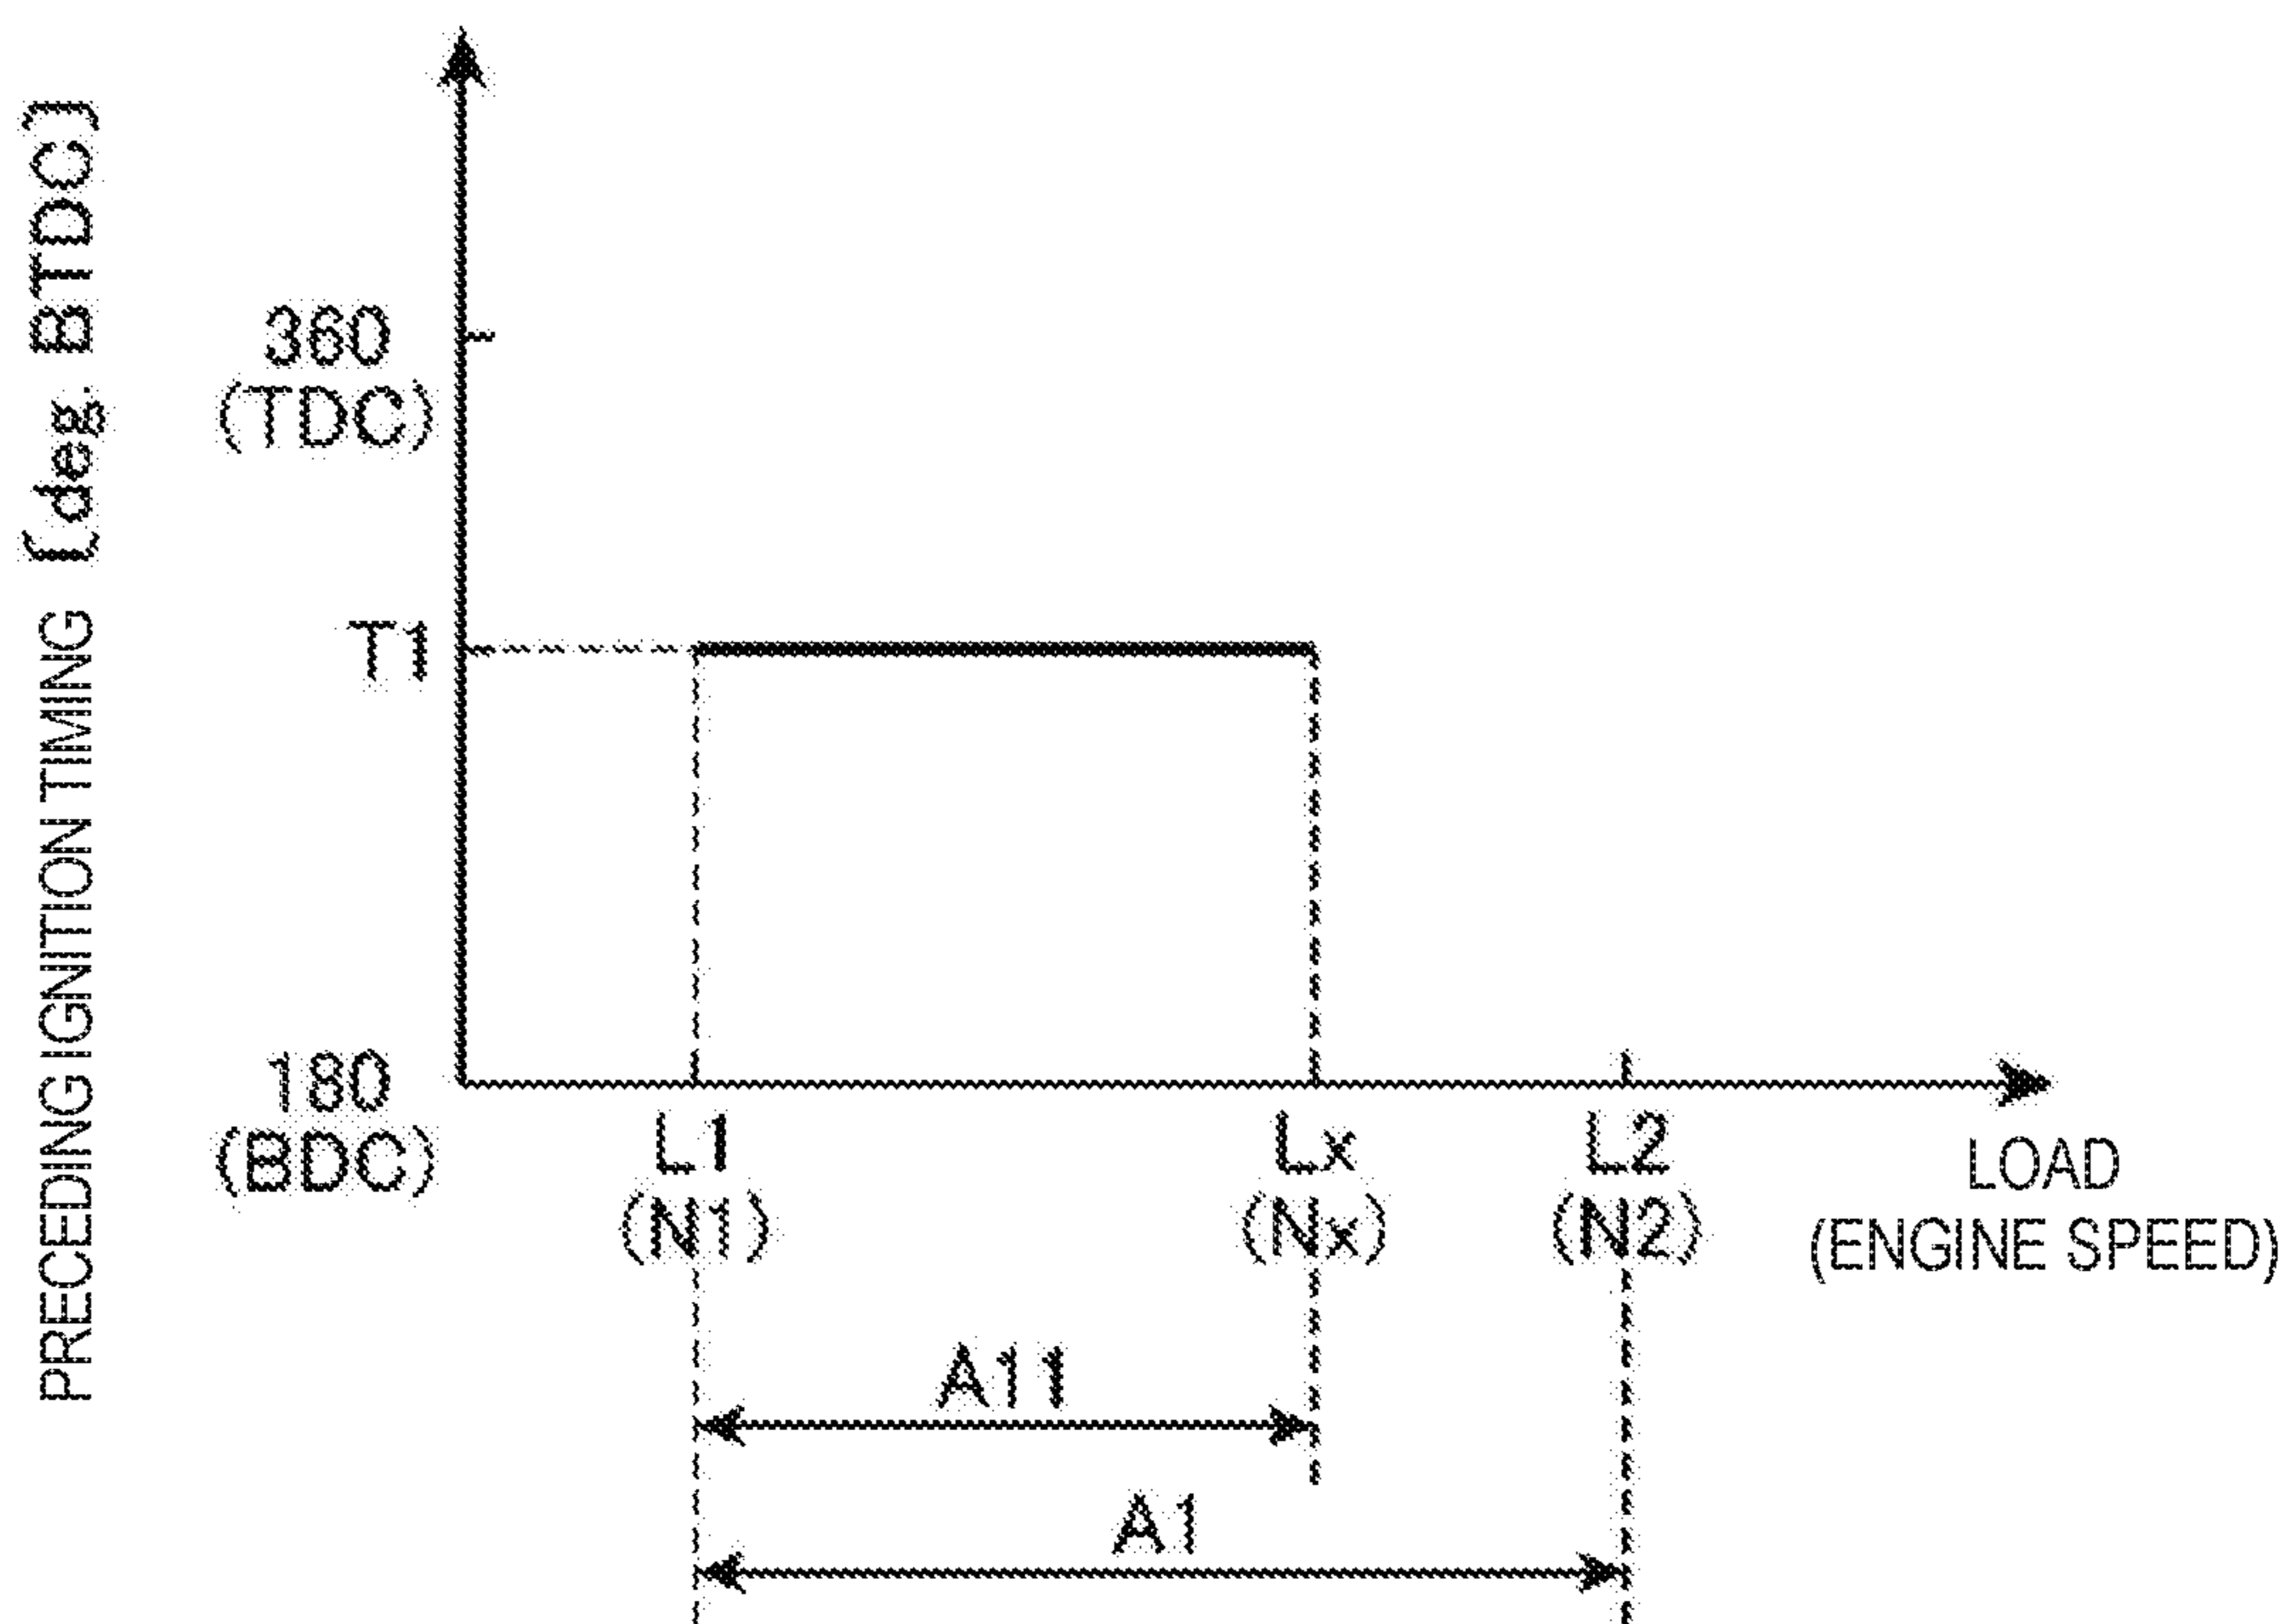 PRECEDING IGNITION TIMING [deg. BTDC]
360
(TDC)
T1
180
(BDC)
L1
(N1)
Lx
(Nx)
L2
(N2)
LOAD
(ENGINE SPEED)
A11
A1